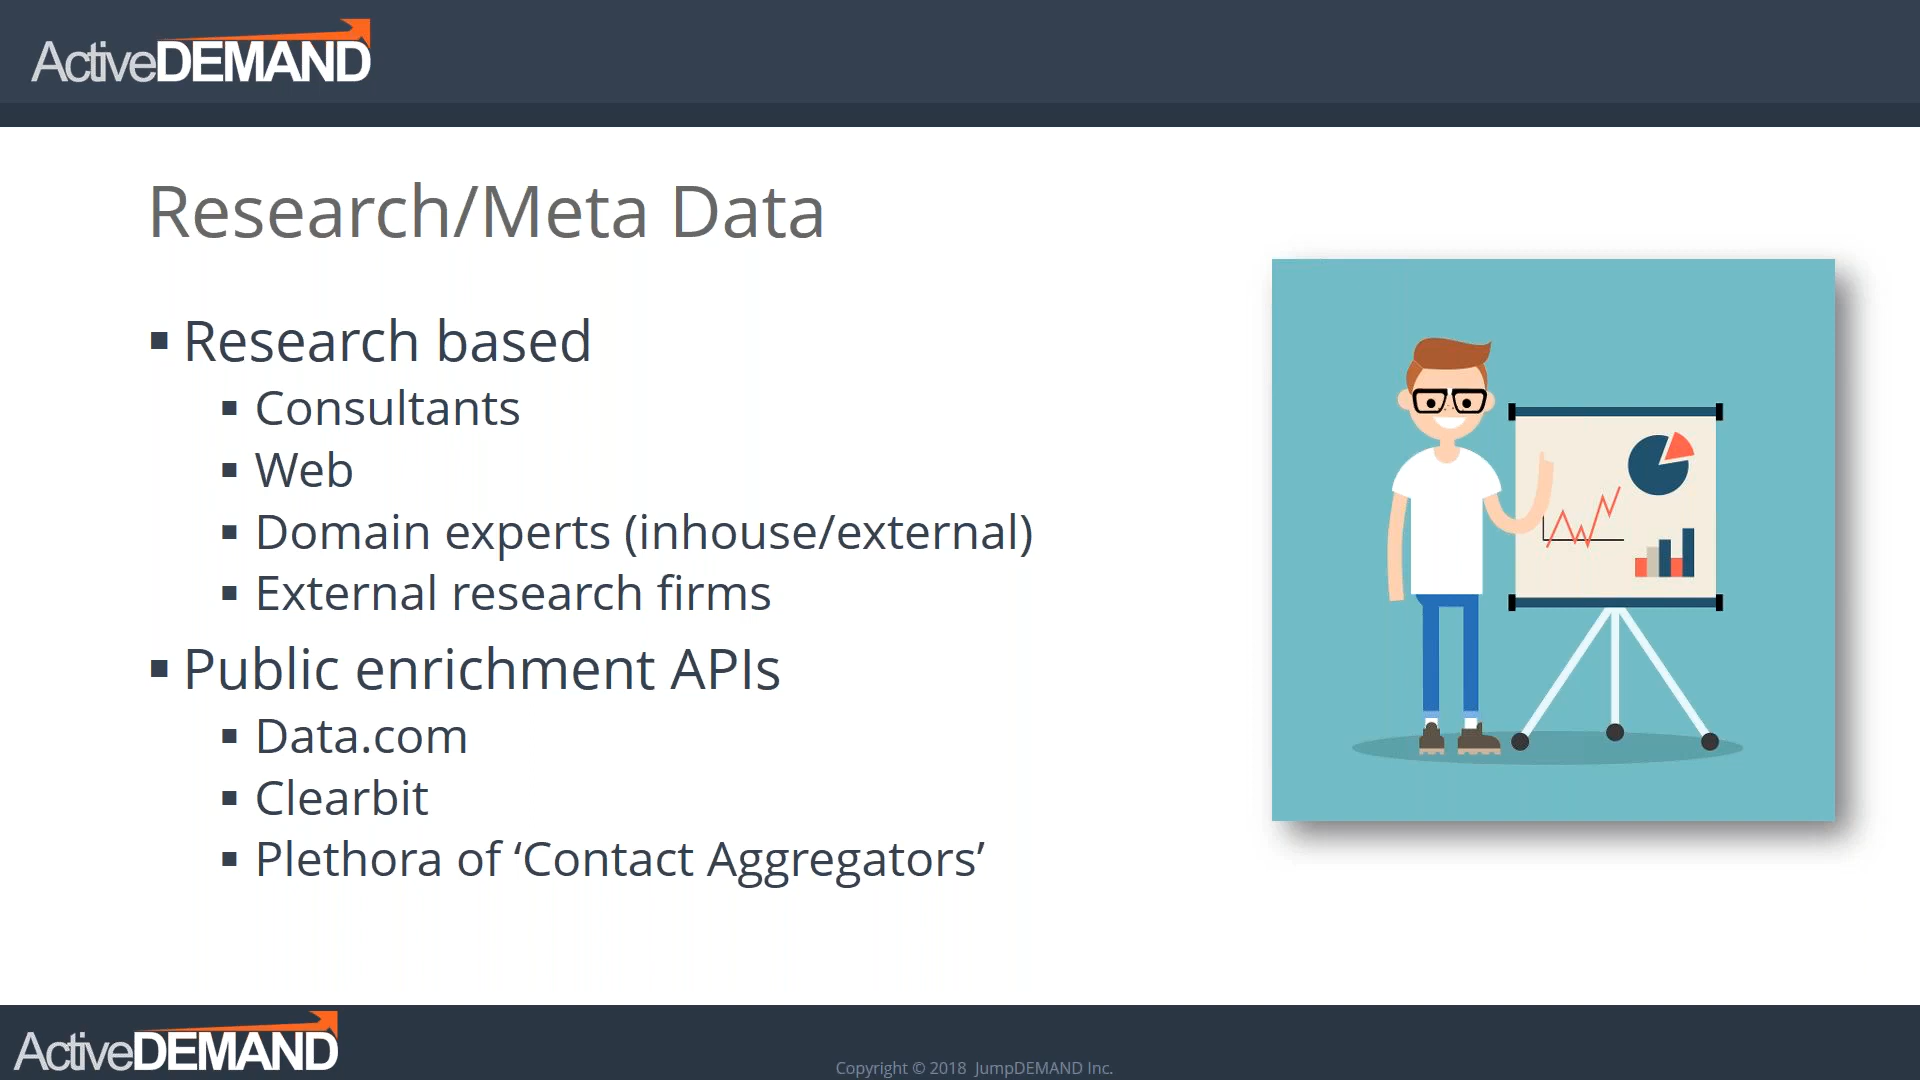 ActiveDEMAND
Research/Meta Data
Research based
Consultants
Web
Domain experts (inhouse/external)
External research firms
Public enrichment APIs
Data.com
Clearbit
Plethora of ‘Contact Aggregators’
ActiveDEMAND
Copyright © 2018 JumpDEMAND Inc.